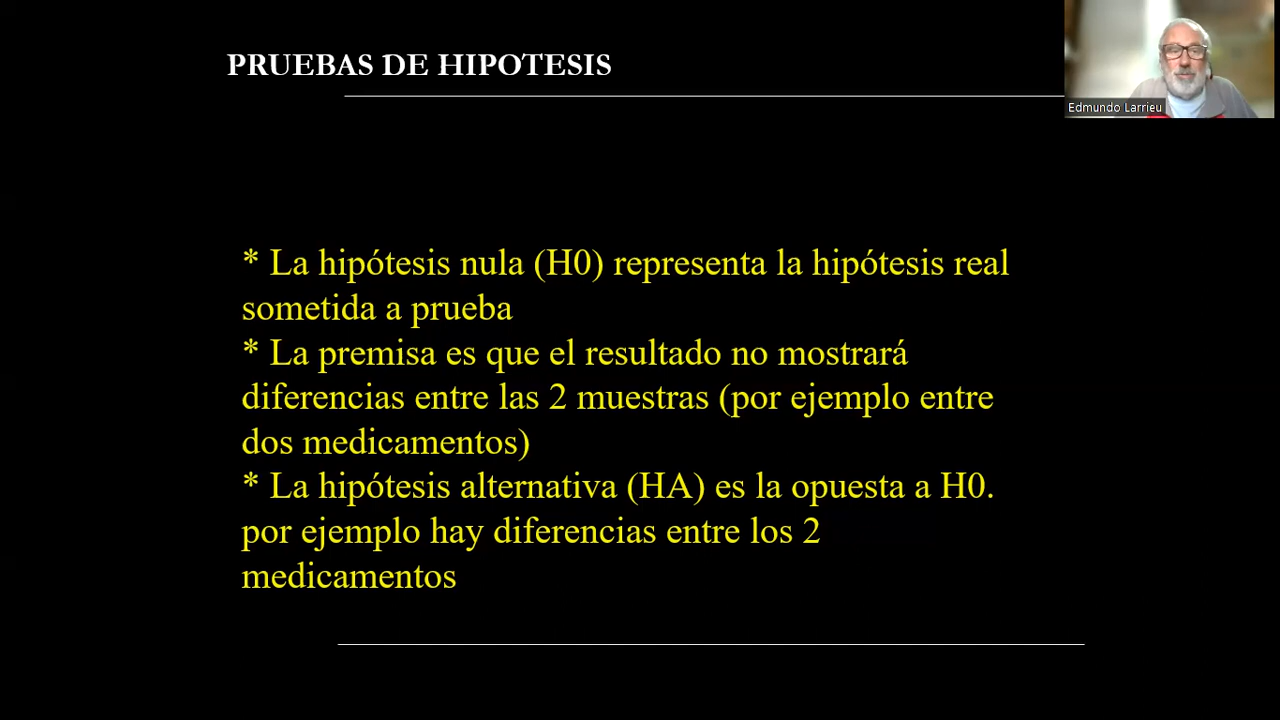 PRUEBAS DE HIPOTESIS
Edmundo Larrieu
* La hipótesis nula (H0) representa la hipótesis real
sometida a prueba
* La premisa es que el resultado no mostrará
diferencias entre las 2 muestras (por ejemplo entre
dos medicamentos)
* La hipótesis alternativa (HA) es la opuesta a H0.
por ejemplo hay diferencias entre los 2
medicamentos